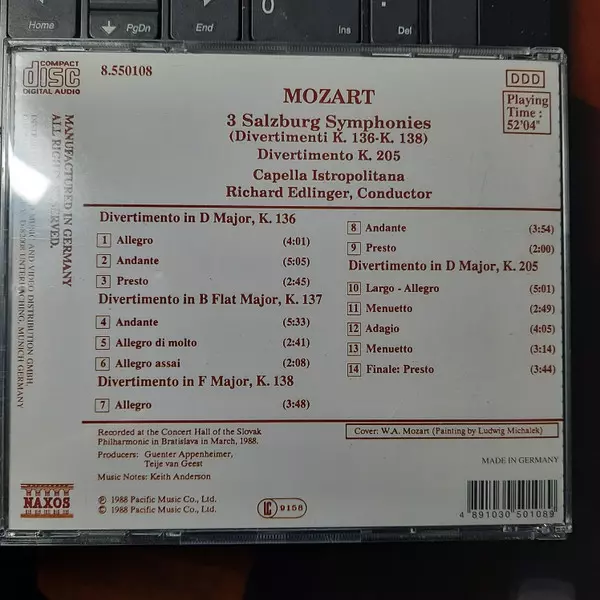 Home
PgDn
0
Ins
.
Del
COMPACT
disc
DIGITAL AUDIO
8.550108
DDD
Playing
Time :
52'04"
MOZART
3 Salzburg Symphonies
(Divertimenti K. 136-K. 138)
Divertimento K. 205
Capella Istropolitana
Richard Edlinger, Conductor
MANUFACTURED IN GERMANY
ALL RIGHTS RESERVED.
MUSIC AND VIDEO DISTRIBUTION GMBH,
UNTERHACHING, MUNICH GERMANY
Divertimento in D Major, K. 136
1 Allegro (4:01)
2 Andante (5:05)
3 Presto (2:45)
Divertimento in B Flat Major, K. 137
4 Andante (5:33)
5 Allegro di molto (2:41)
6 Allegro assai (2:08)
Divertimento in F Major, K. 138
7 Allegro (3:48)
8 Andante (3:54)
9 Presto (2:00)
Divertimento in D Major, K. 205
10 Largo - Allegro (5:01)
11 Menuetto (2:49)
12 Adagio (4:05)
13 Menuetto (3:14)
14 Finale: Presto (3:44)
Recorded at the Concert Hall of the Slovak
Philharmonic in Bratislava in March, 1988.
Producers: Guenter Appenheimer,
Teije van Geest
Music Notes: Keith Anderson
Cover: W.A. Mozart (Painting by Ludwig Michalek)
MADE IN GERMANY
NAXOS
℗ 1988 Pacific Music Co., Ltd.
© 1988 Pacific Music Co., Ltd.
LC 9158
4 891030 501089